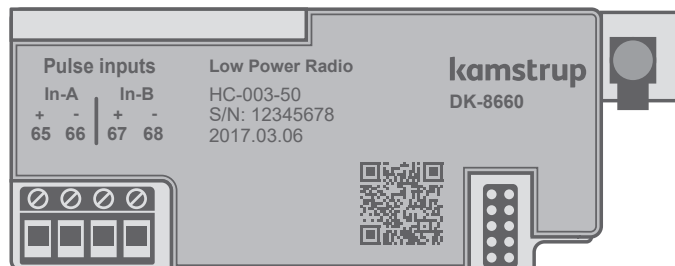 Pulse inputs
In-A In-B
+ - + -
65 66 67 68
Low Power Radio
HC-003-50
S/N: 12345678
2017.03.06
kamstrup
DK-8660